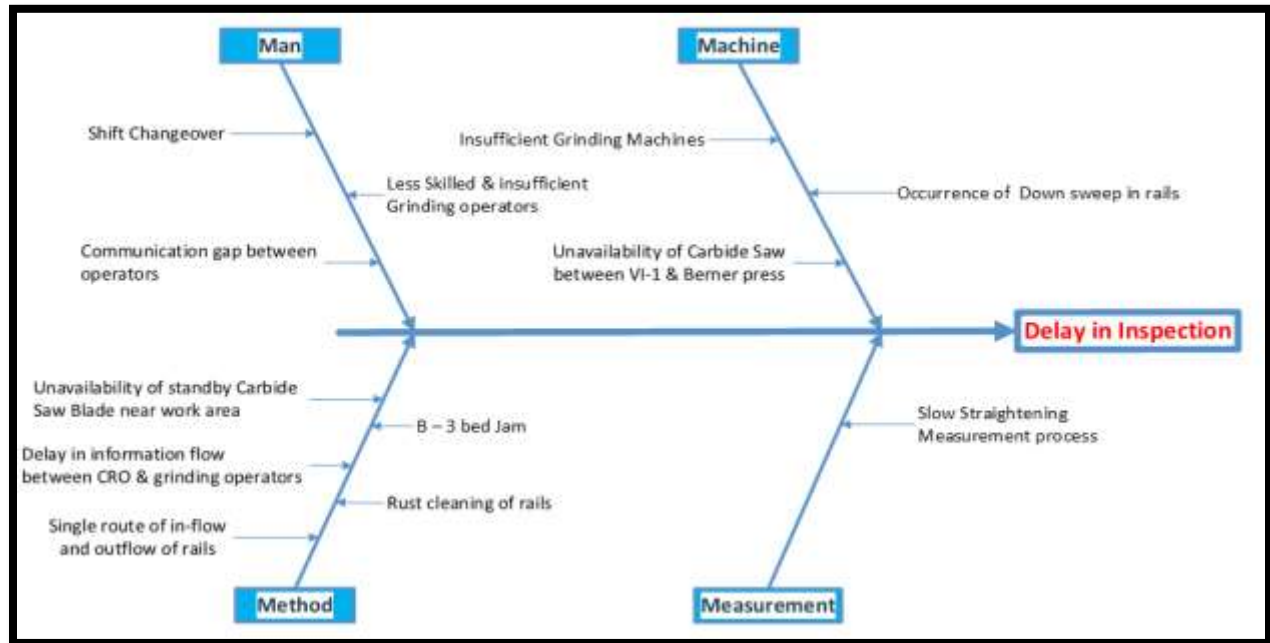 Man
Machine
Shift Changeover
Insufficient Grinding Machines
Less Skilled & insufficient
Grinding operators
Occurrence of Down sweep in rails
Communication gap between
operators
Unavailability of Carbide Saw
between VI-1 & Berner press
Delay in Inspection
Unavailability of standby Carbide
Saw Blade near work area
B – 3 bed Jam
Slow Straightening
Measurement process
Delay in information flow
between CRO & grinding operators
Rust cleaning of rails
Single route of in-flow
and outflow of rails
Method
Measurement